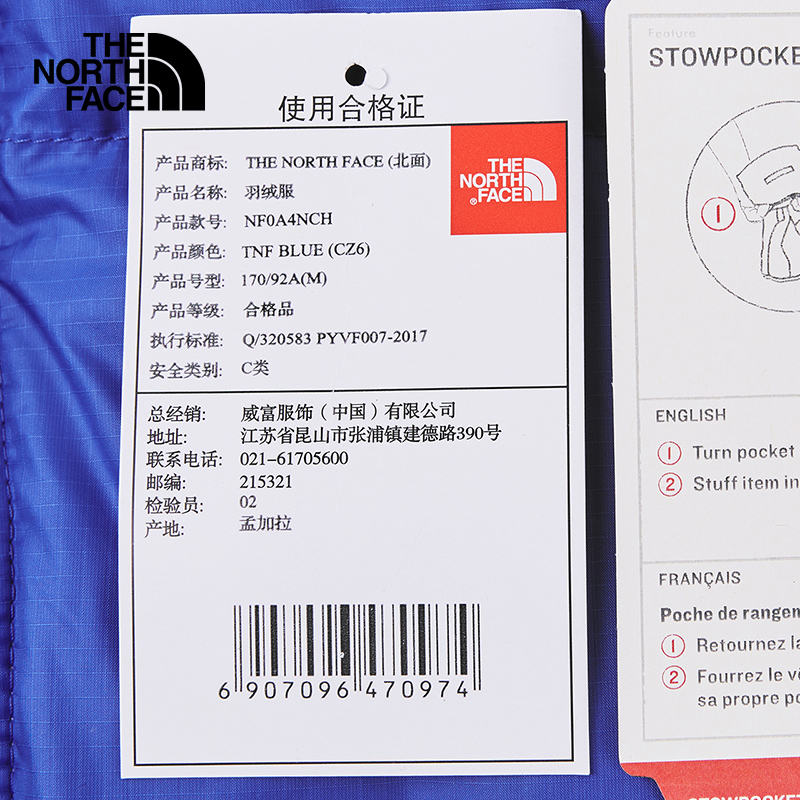 THE
NORTH
FACE
使用合格证
产品商标: THE NORTH FACE (北面)
产品名称: 羽绒服
产品款号: NF0A4NCH
产品颜色: TNF BLUE (CZ6)
产品号型: 170/92A(M)
产品等级: 合格品
执行标准: Q/320583 PYVF007-2017
安全类别: C类
THE
NORTH
FACE
®
总经销: 威富服饰（中国）有限公司
地址: 江苏省昆山市张浦镇建德路390号
联系电话: 021-61705600
邮编: 215321
检验员: 02
产地: 孟加拉
6 907096 470974
Feature
STOWPOCKE
1
ENGLISH
1 Turn pocket
2 Stuff item in
FRANÇAIS
Poche de rangem
1 Retournez la
2 Fourrez le vê
sa propre po
STOWPOCKET